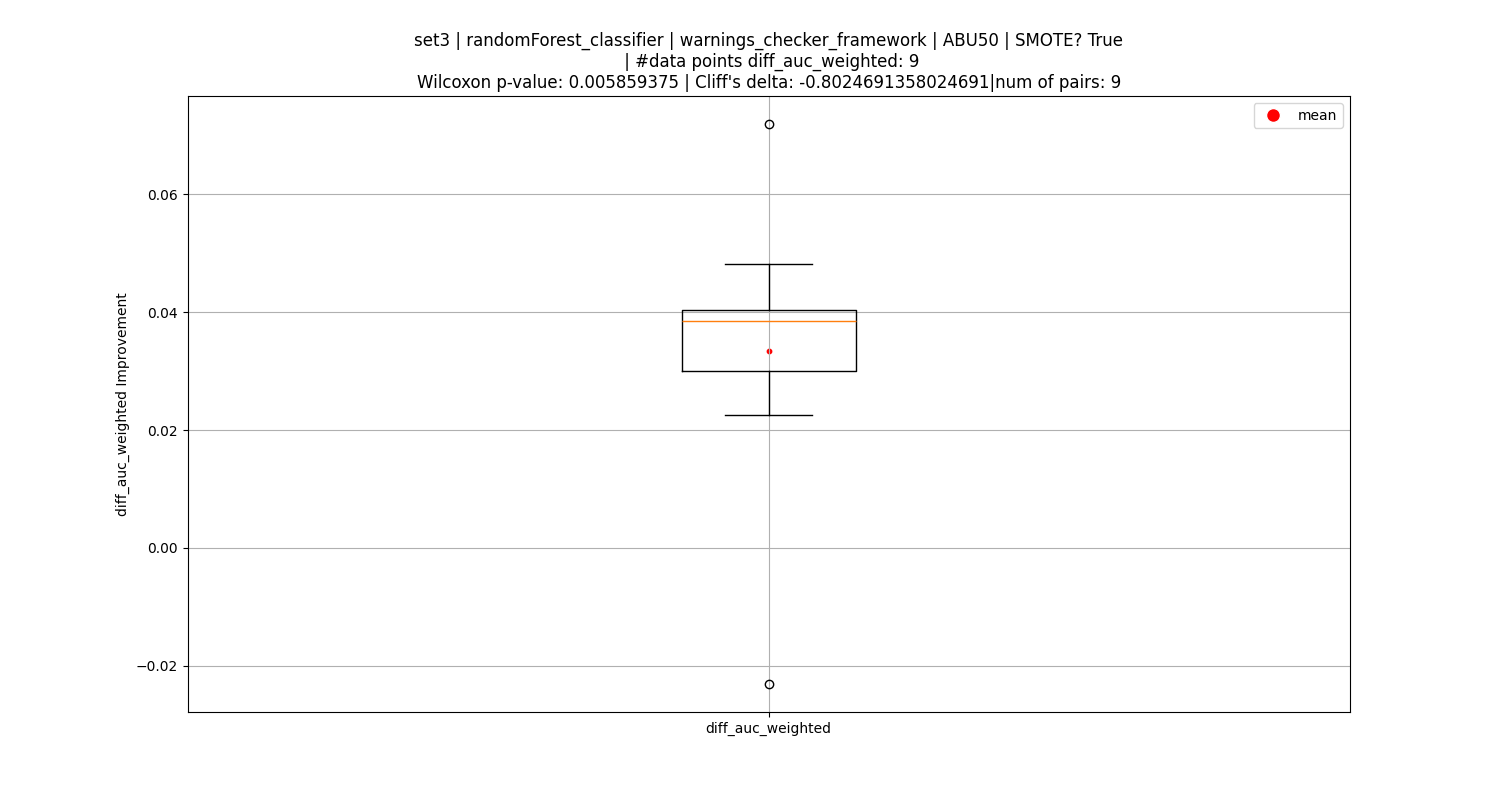 set3 | randomForest_classifier | warnings_checker_framework | ABU50 | SMOTE? True
| #data points diff_auc_weighted: 9
Wilcoxon p-value: 0.005859375 | Cliff's delta: -0.8024691358024691|num of pairs: 9
mean
0.06
0.04
0.02
0.00
−0.02
diff_auc_weighted Improvement
diff_auc_weighted